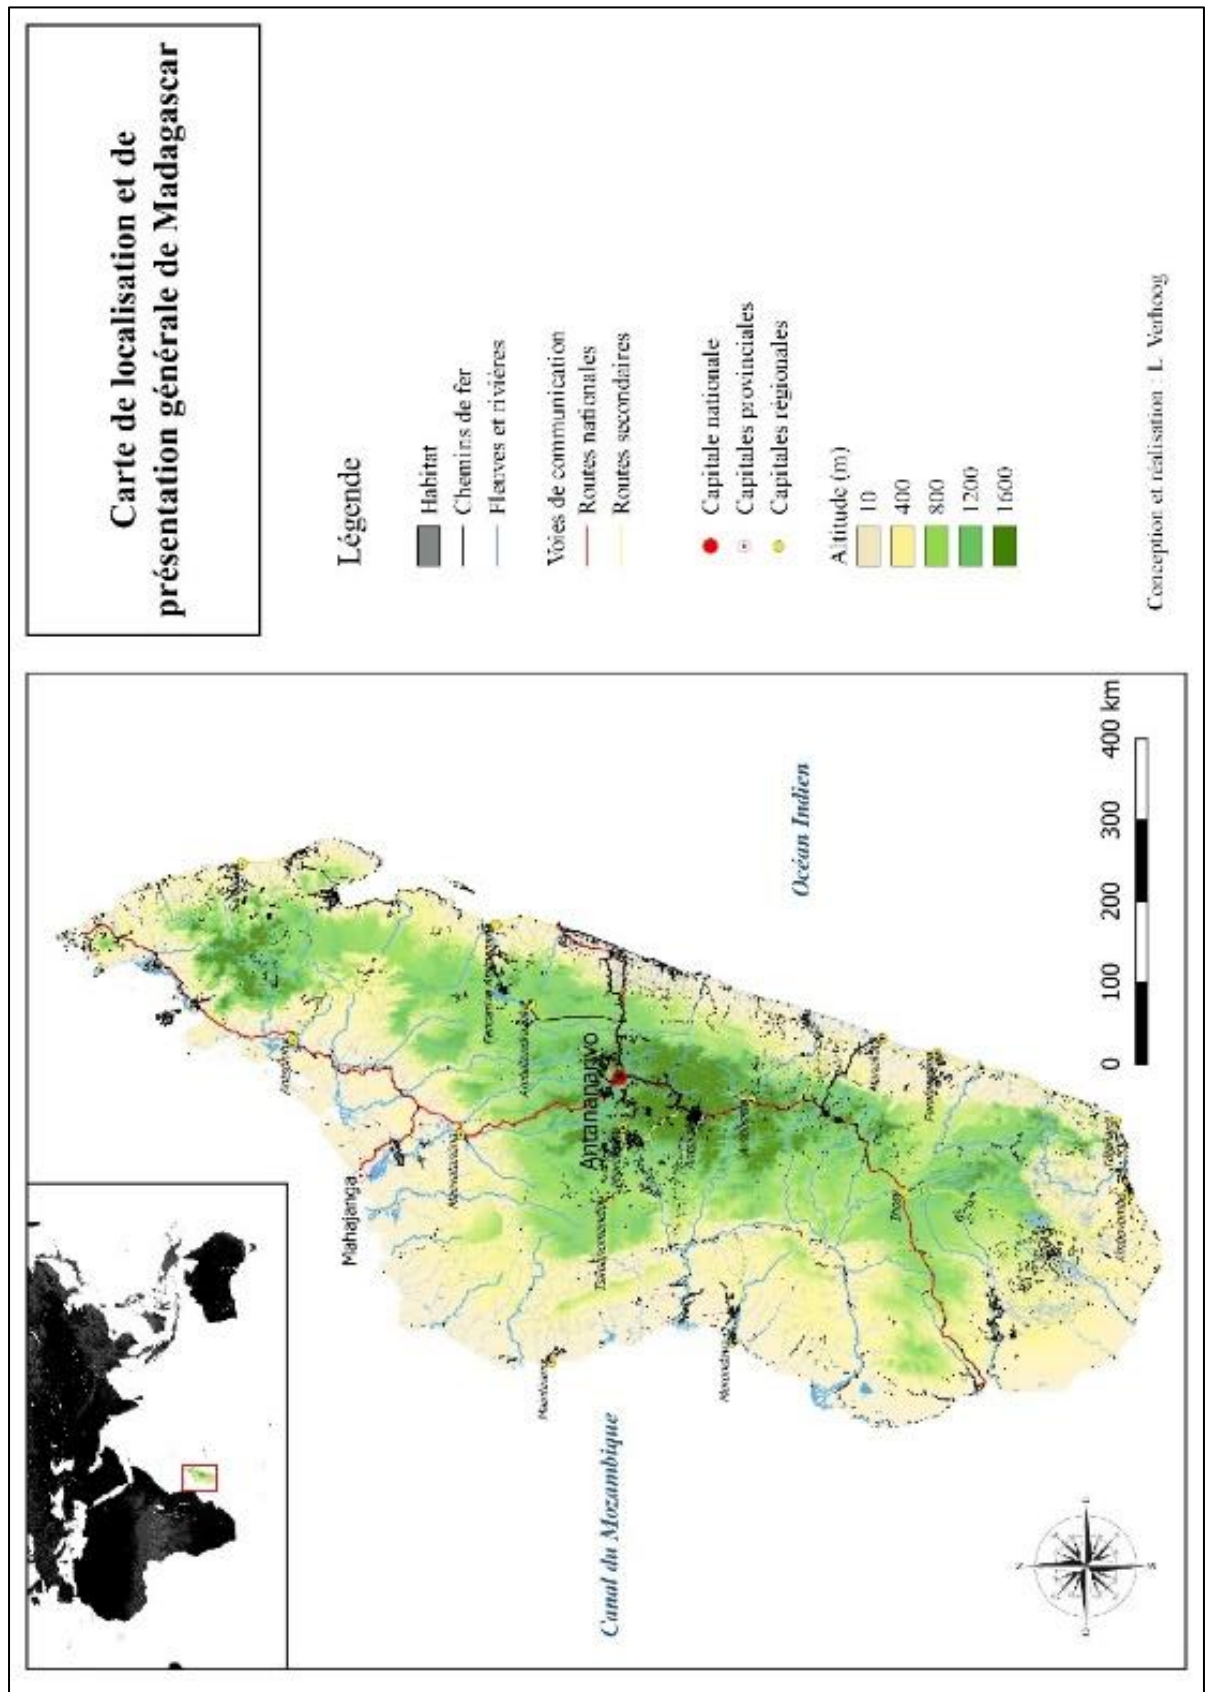 Carte de localisation et de
présentation générale de Madagascar
Légende
Habitat
Chemins de fer
Fleuves et rivières
Voies de communication
Routes nationales
Routes secondaires
Capitale nationale
Capitales provinciales
Capitales régionales
Altitude (m)
10
400
800
1200
1600
Conception et réalisation : L. Verhoog
Mahajanga
Antananarivo
Ihosy
Canal du Mozambique
Océan Indien
0 100 200 300 400 km